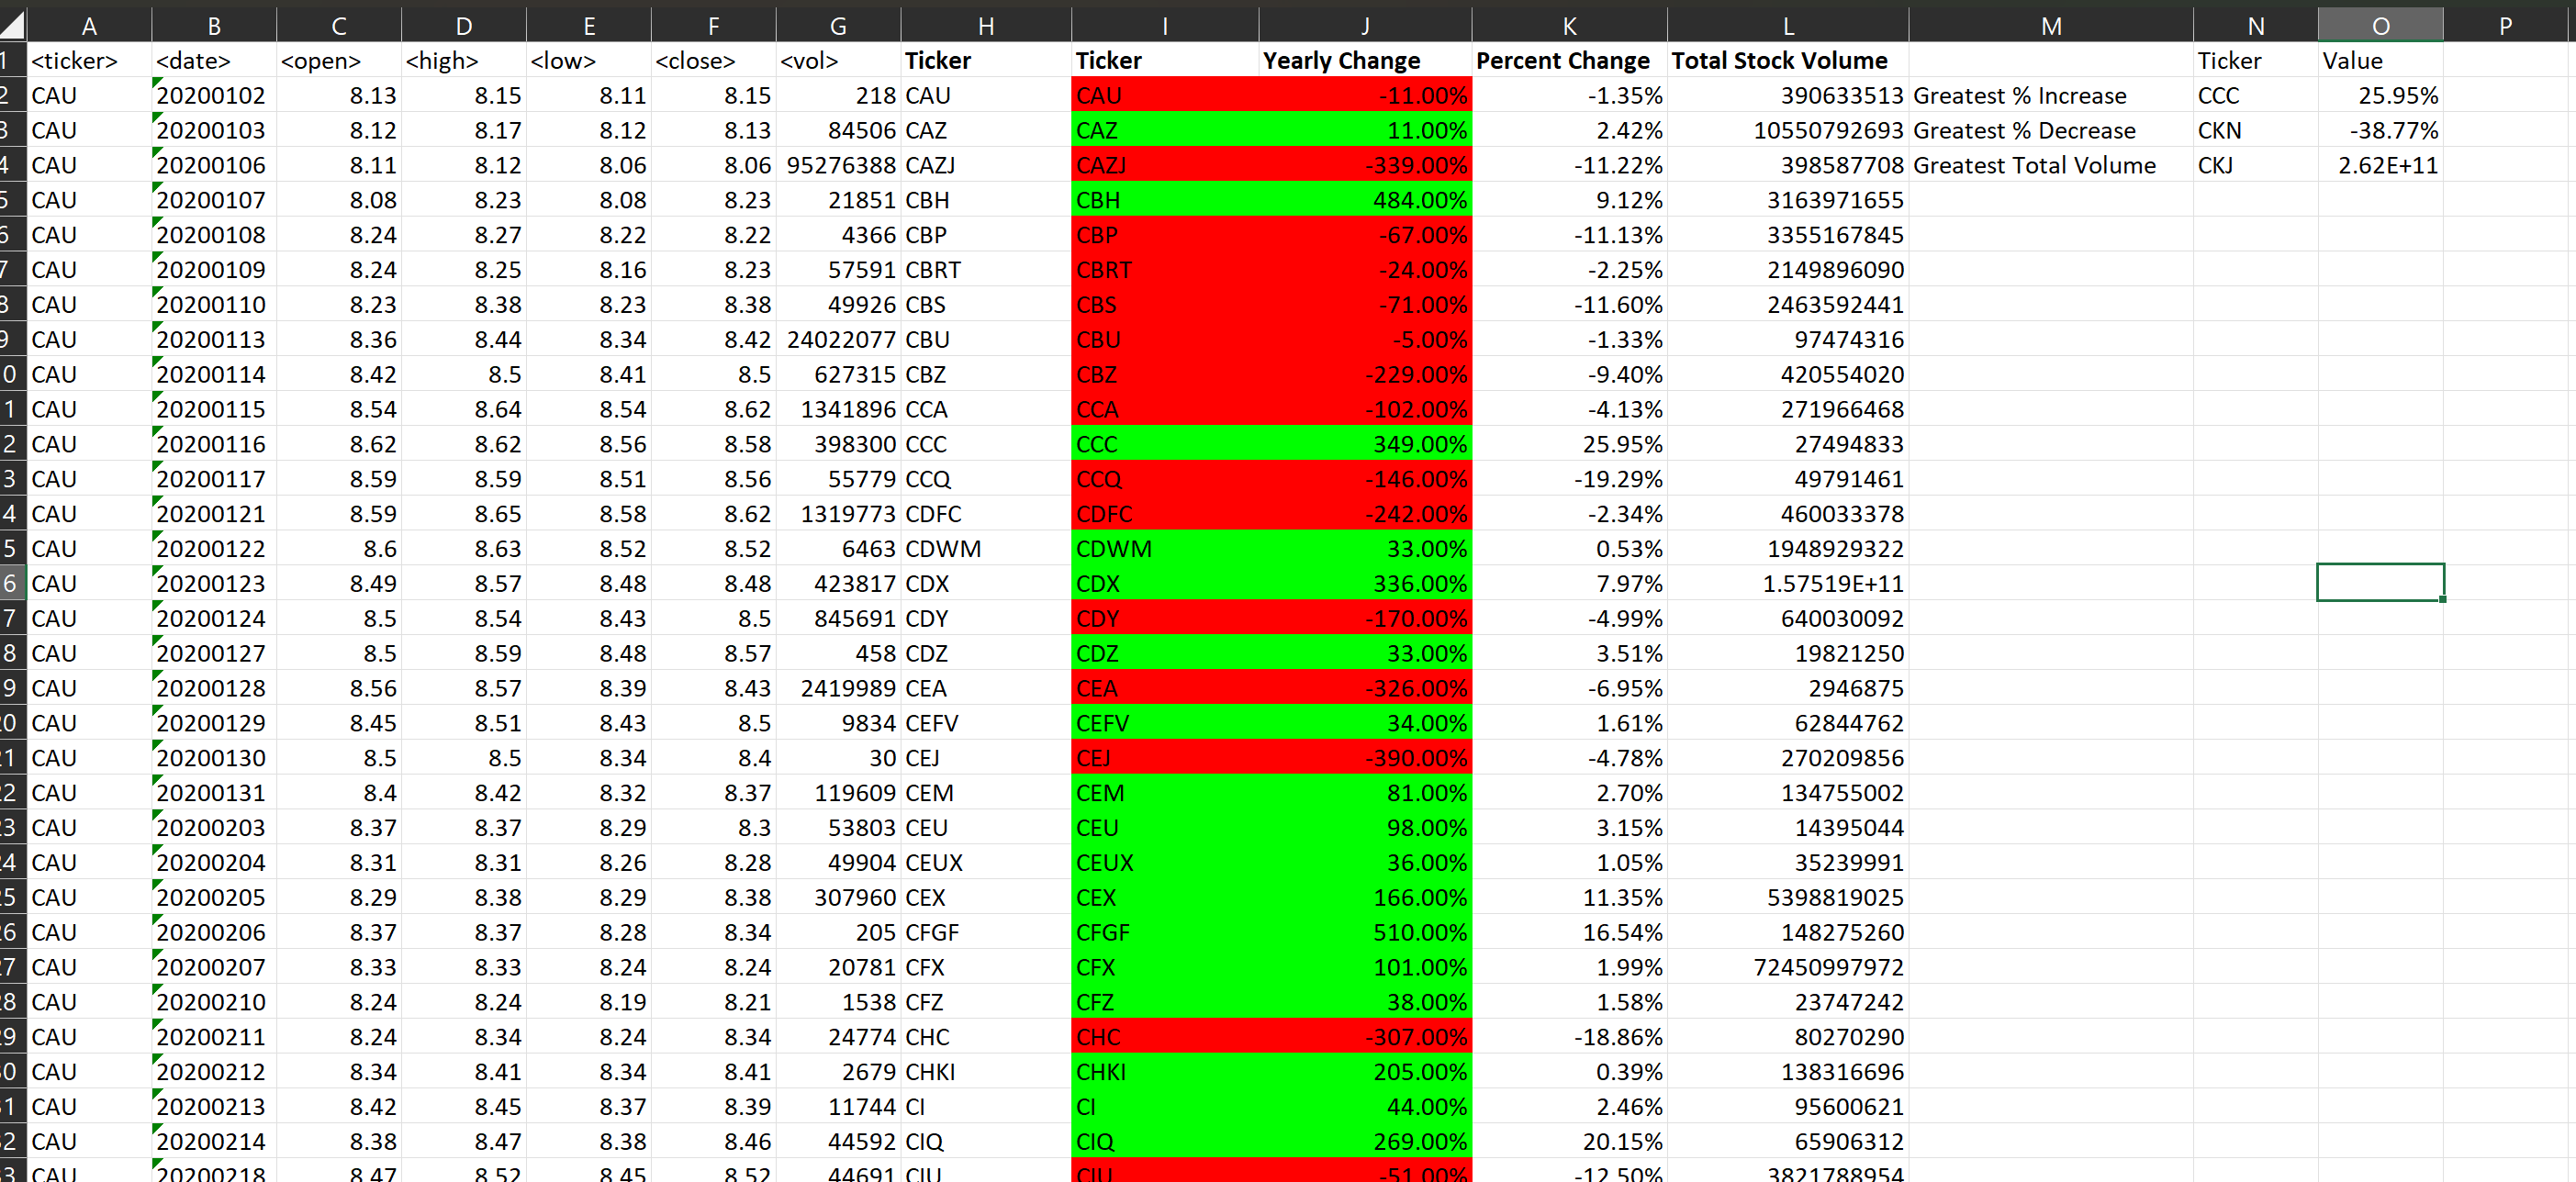 A B C D E F G H I J K L M N O P
1 <ticker> <date> <open> <high> <low> <close> <vol> Ticker Ticker Yearly Change Percent Change Total Stock Volume Ticker Value
2 CAU 20200102 8.13 8.15 8.11 8.15 218 CAU CAU -11.00% -1.35% 390633513 Greatest % Increase CCC 25.95%
3 CAU 20200103 8.12 8.17 8.12 8.13 84506 CAZ CAZ 11.00% 2.42% 10550792693 Greatest % Decrease CKN -38.77%
4 CAU 20200106 8.11 8.12 8.06 8.06 95276388 CAZJ CAZJ -339.00% -11.22% 398587708 Greatest Total Volume CKJ 2.62E+11
5 CAU 20200107 8.08 8.23 8.08 8.23 21851 CBH CBH 484.00% 9.12% 3163971655
6 CAU 20200108 8.24 8.27 8.22 8.22 4366 CBP CBP -67.00% -11.13% 335167845
7 CAU 20200109 8.24 8.25 8.16 8.23 57591 CBRT CBRT -24.00% -2.25% 2149896090
8 CAU 20200110 8.23 8.38 8.23 8.38 49926 CBS CBS -71.00% -11.60% 2463592441
9 CAU 20200113 8.36 8.44 8.34 8.42 24022077 CBU CBU -5.00% -1.33% 97474316
0 CAU 20200114 8.42 8.5 8.41 8.5 627315 CBZ CBZ -229.00% -9.40% 420554020
1 CAU 20200115 8.54 8.64 8.54 8.62 1341896 CCA CCA -102.00% -4.13% 271966468
2 CAU 20200116 8.62 8.62 8.56 8.58 398300 CCC CCC 349.00% 25.95% 27494833
3 CAU 20200117 8.59 8.59 8.51 8.56 55779 CCQ CCQ -146.00% -19.29% 49791461
4 CAU 20200121 8.59 8.65 8.58 8.62 1319773 CDFC CDFC -242.00% -2.34% 460033378
5 CAU 20200122 8.6 8.63 8.52 8.52 6463 CDWM CDWM 33.00% 0.53% 1948929322
6 CAU 20200123 8.49 8.57 8.48 8.48 423817 CDX CDX 336.00% 7.97% 1.57519E+11
7 CAU 20200124 8.5 8.54 8.43 8.5 845691 CDY CDY -170.00% -4.99% 640030092
8 CAU 20200127 8.5 8.59 8.48 8.57 458 CDZ CDZ 33.00% 3.51% 19821250
9 CAU 20200128 8.56 8.57 8.39 8.43 2419989 CEA CEA -326.00% -6.95% 2946875
20 CAU 20200129 8.45 8.51 8.43 8.5 9834 CEFV CEFV 34.00% 1.61% 62844762
21 CAU 20200130 8.5 8.5 8.34 8.4 30 CEJ CEJ -390.00% -4.78% 270209856
22 CAU 20200131 8.4 8.42 8.32 8.37 119609 CEM CEM 81.00% 2.70% 134755002
23 CAU 20200203 8.37 8.37 8.29 8.3 53803 CEU CEU 98.00% 3.15% 14395044
24 CAU 20200204 8.31 8.31 8.26 8.28 49904 CEUX CEUX 36.00% 1.05% 35239991
25 CAU 20200205 8.29 8.38 8.29 8.38 307960 CEX CEX 166.00% 11.35% 5398819025
26 CAU 20200206 8.37 8.37 8.28 8.34 205 CFGF CFGF 510.00% 16.54% 148275260
27 CAU 20200207 8.33 8.33 8.24 8.24 20781 CFX CFX 101.00% 1.99% 72450997972
28 CAU 20200210 8.24 8.24 8.19 8.21 1538 CFZ CFZ 38.00% 1.58% 23747242
29 CAU 20200211 8.24 8.34 8.24 8.34 24774 CHC CHC -307.00% -18.86% 80270290
30 CAU 20200212 8.34 8.41 8.34 8.41 2679 CHKI CHKI 205.00% 0.39% 138316696
31 CAU 20200213 8.42 8.45 8.37 8.39 11744 CI CI 44.00% 2.46% 95600621
32 CAU 20200214 8.38 8.47 8.38 8.46 44592 CIQ CIQ 269.00% 20.15% 65906312
33 CAU 20200218 8.47 8.52 8.45 8.52 44691 CIU CIU -51.00% -12.50% 3821788954